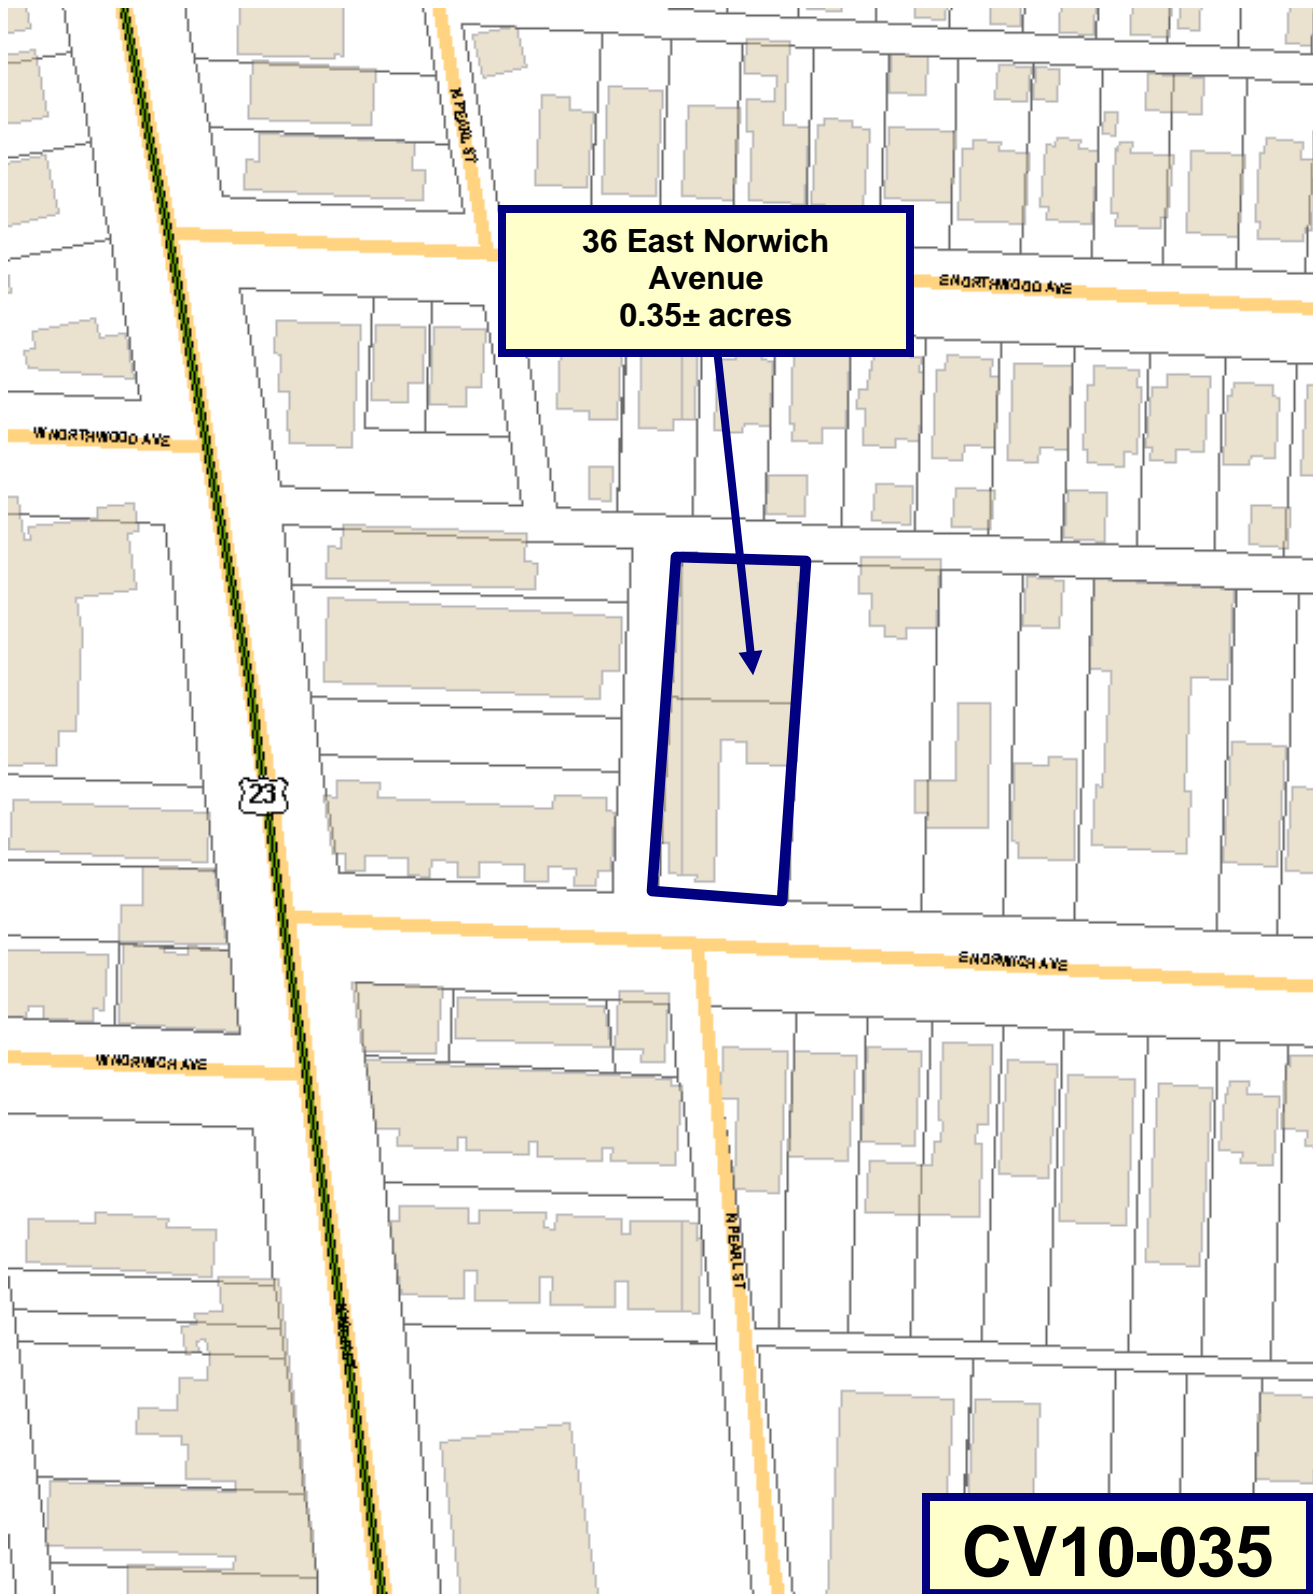 N PEARL ST
36 East Norwich
Avenue
0.35± acres
E NORTHWOOD AVE
W NORTHWOOD AVE
23
E NORWICH AVE
W NORWICH AVE
N PEARL ST
CV10-035